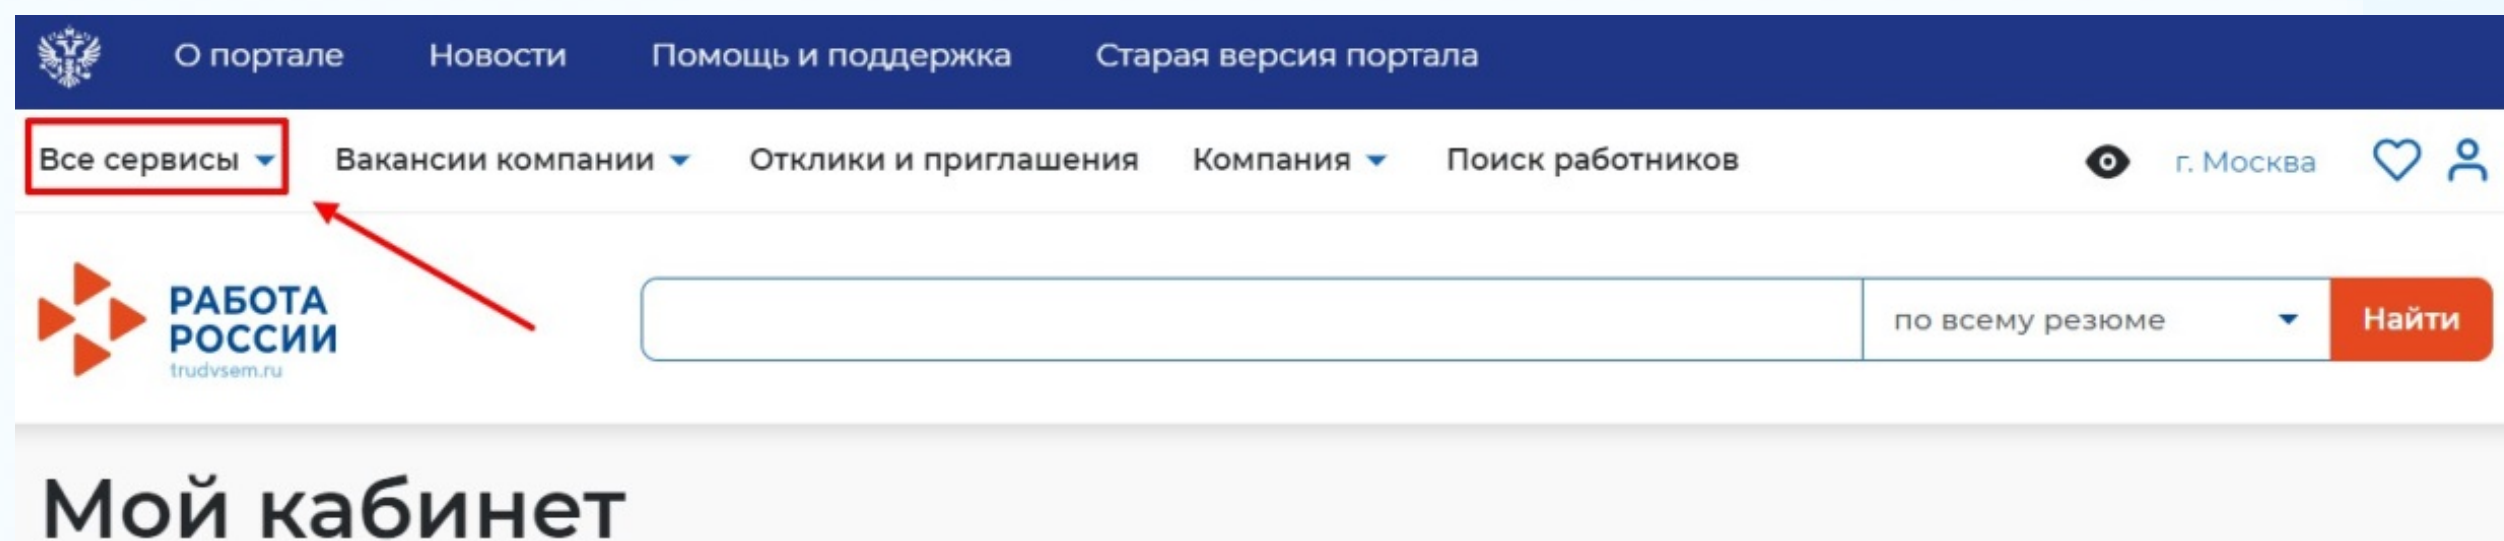 О портале Новости Помощь и поддержка Старая версия портала
Все сервисы Вакансии компании Отклики и приглашения Компания Поиск работников г. Москва
РАБОТА
РОССИИ
trudvsem.ru
по всему резюме Найти
Мой кабинет